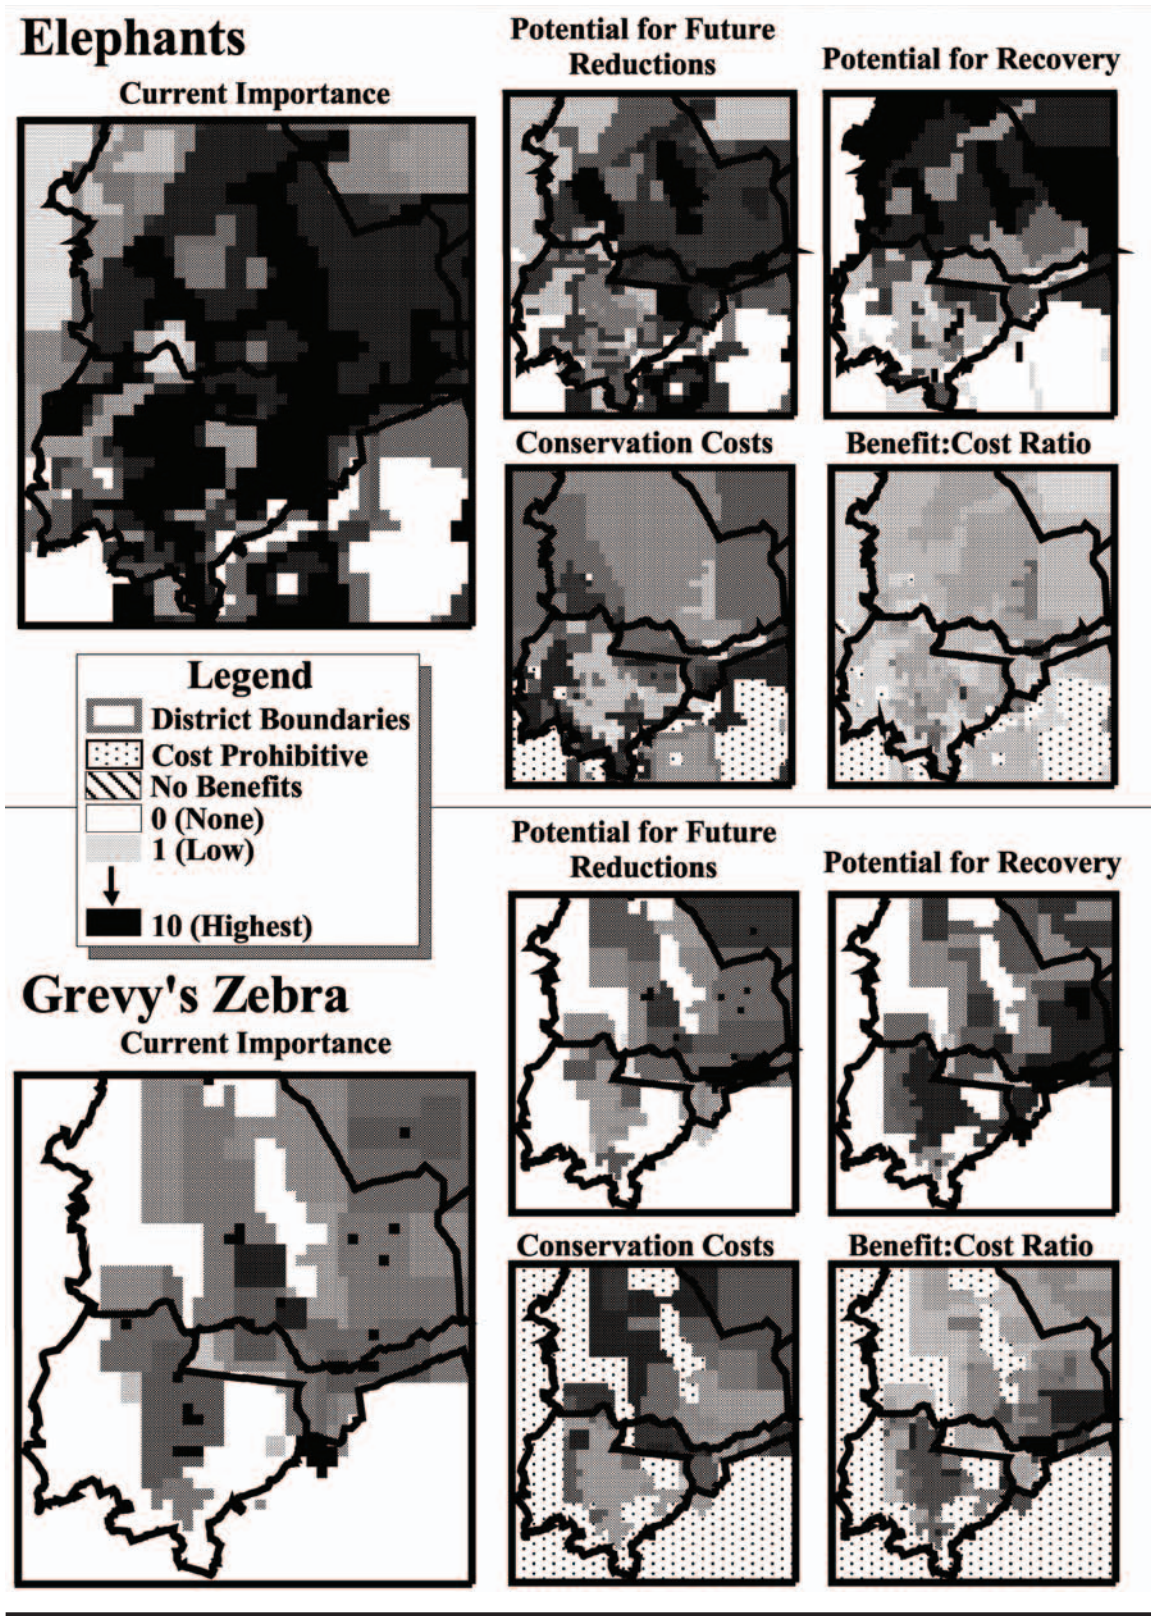 Elephants
Current Importance
Potential for Future
Reductions
Potential for Recovery
Conservation Costs
Benefit:Cost Ratio
Legend
District Boundaries
Cost Prohibitive
No Benefits
0 (None)
1 (Low)
10 (Highest)
Grevy's Zebra
Current Importance
Potential for Future
Reductions
Potential for Recovery
Conservation Costs
Benefit:Cost Ratio